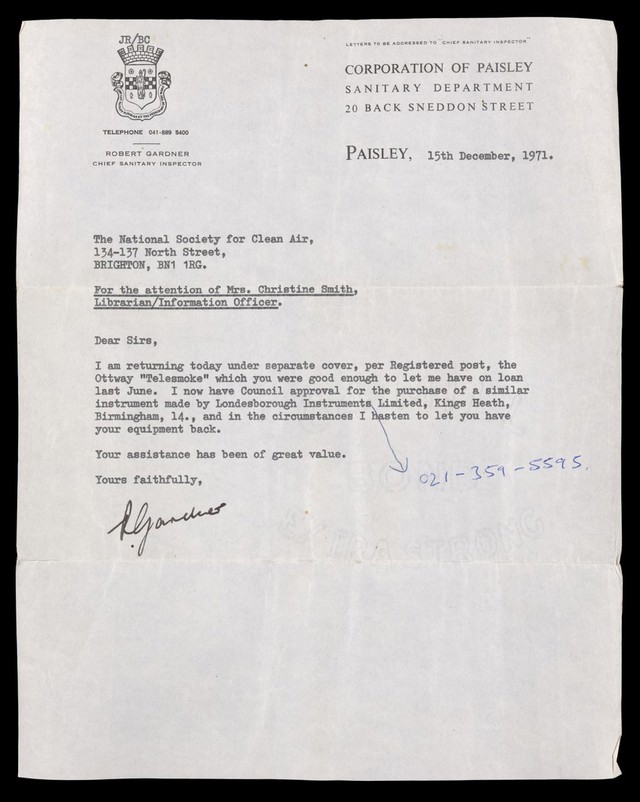 JR/BC
TELEPHONE 041-889 5400
ROBERT GARDNER
CHIEF SANITARY INSPECTOR
LETTERS TO BE ADDRESSED TO "CHIEF SANITARY INSPECTOR"
CORPORATION OF PAISLEY
SANITARY DEPARTMENT
20 BACK SNEDDON STREET
PAISLEY, 15th December, 1971.
The National Society for Clean Air,
134-137 North Street,
BRIGHTON, BN1 1RG.
For the attention of Mrs. Christine Smith,
Librarian/Information Officer.
Dear Sirs,
I am returning today under separate cover, per Registered post, the
Ottway "Telesmoke" which you were good enough to let me have on loan
last June. I now have Council approval for the purchase of a similar
instrument made by Londesborough Instruments Limited, Kings Heath,
Birmingham, 14., and in the circumstances I hasten to let you have
your equipment back.
Your assistance has been of great value.
021-359-5595.
Yours faithfully,
R Gardner
EXTRA STRONG